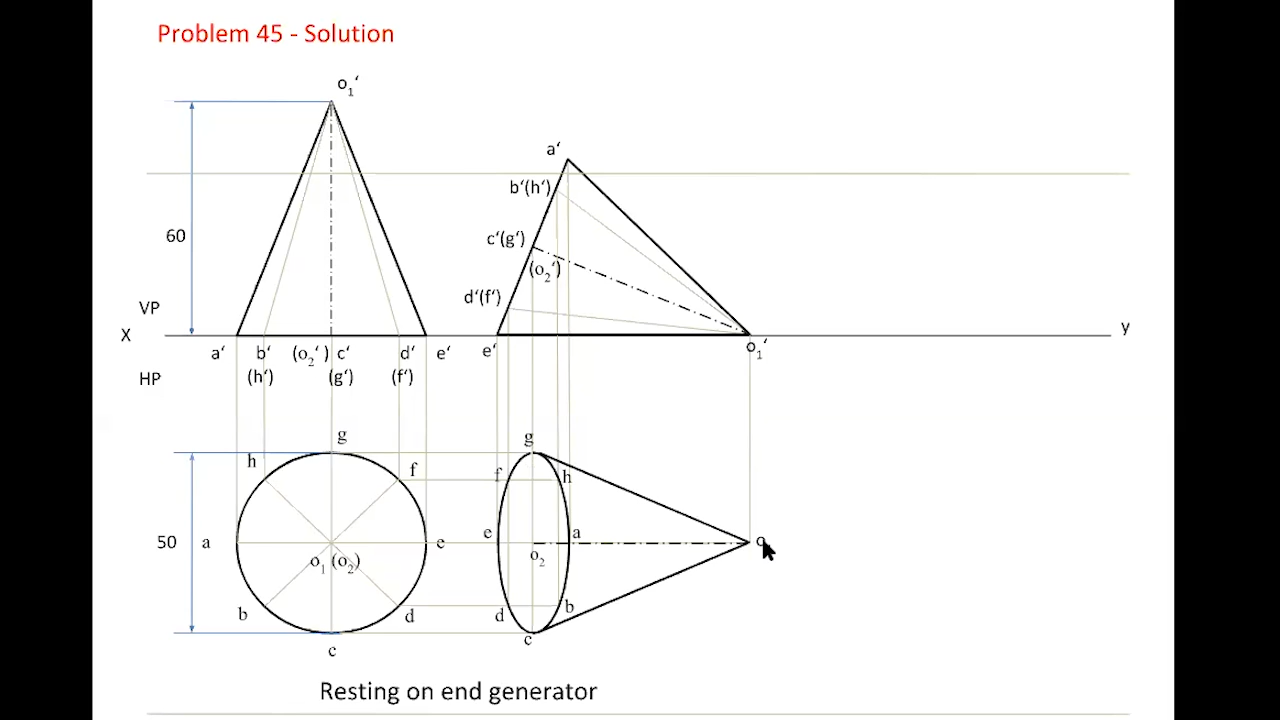 Problem 45 - Solution
o1‘
a‘
b‘(h‘)
c‘(g‘)
60
(o2‘)
d‘(f‘)
VP
X
y
a‘ b‘ (o2‘ ) c‘ d‘ e‘ e‘ o1‘
HP (h‘) (g‘) (f‘)
g g
h f f h
50 a e e a o
o1 (o2) o2
b d d b
c c
Resting on end generator